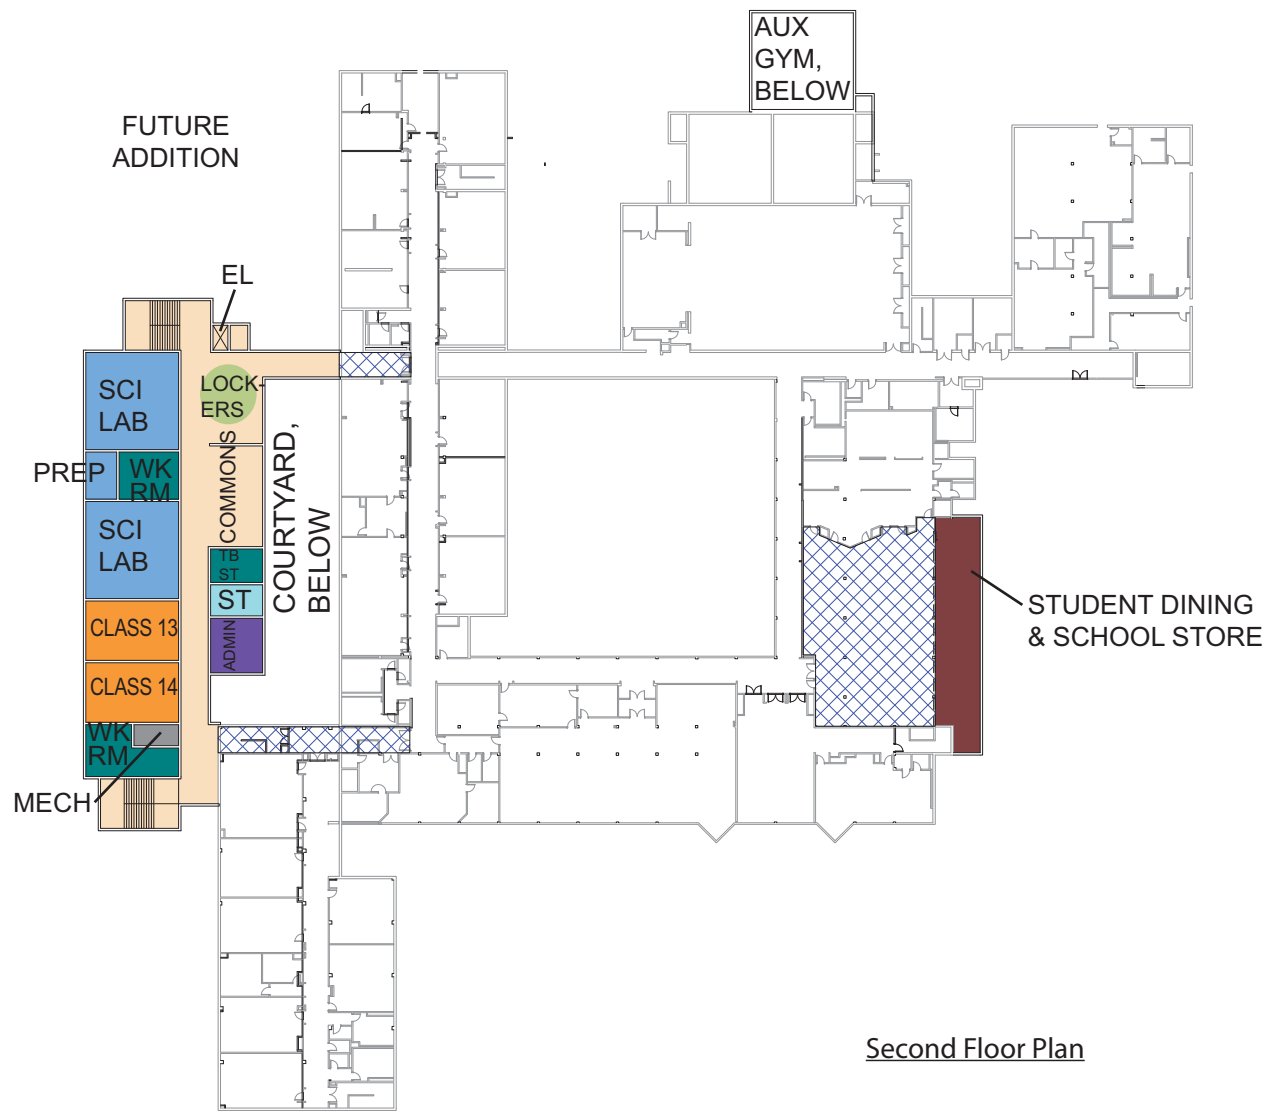 AUX
GYM,
BELOW
FUTURE
ADDITION
EL
SCI
LAB
LOCK-
ERS
PREP
WK
RM
COMMONS
COURTYARD,
BELOW
SCI
LAB
TB
ST
ST
CLASS 13
ADMIN
CLASS 14
WK
RM
MECH
STUDENT DINING
& SCHOOL STORE
Second Floor Plan